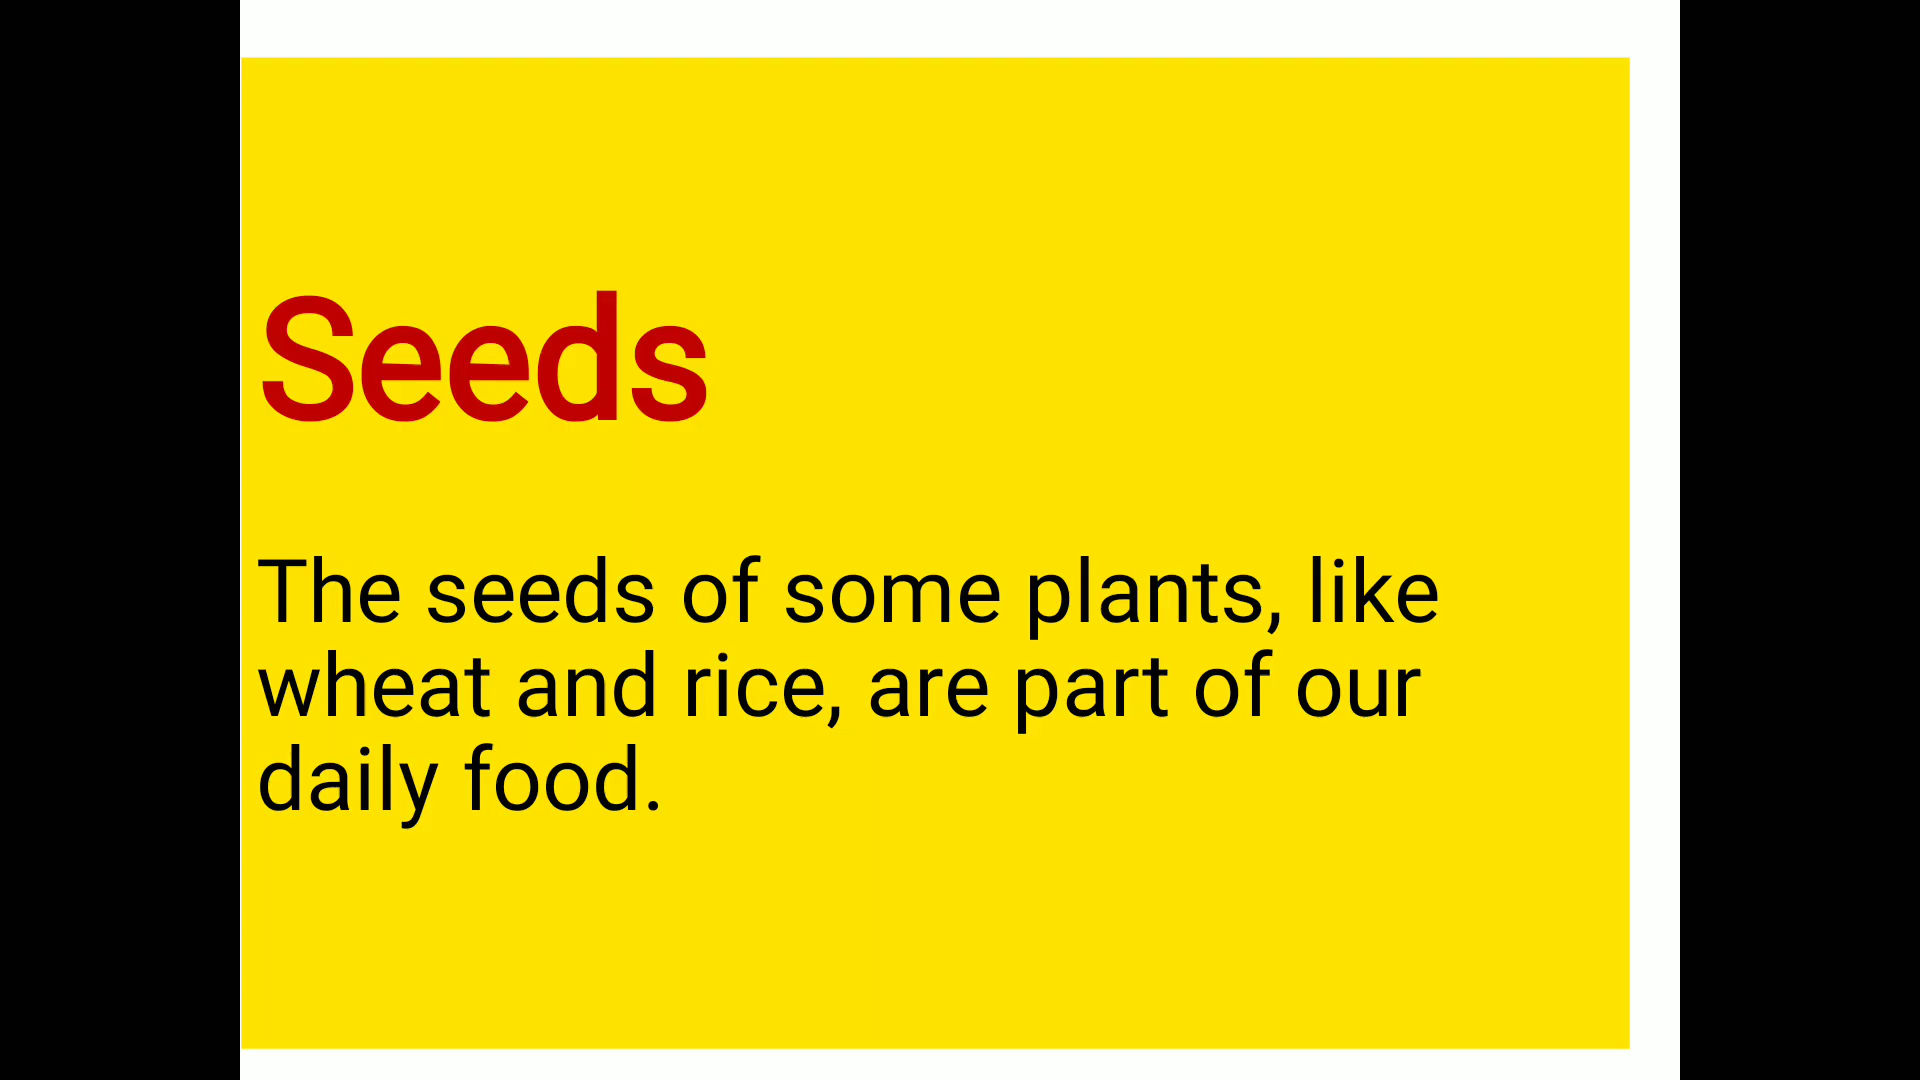 Seeds
The seeds of some plants, like
wheat and rice, are part of our
daily food.